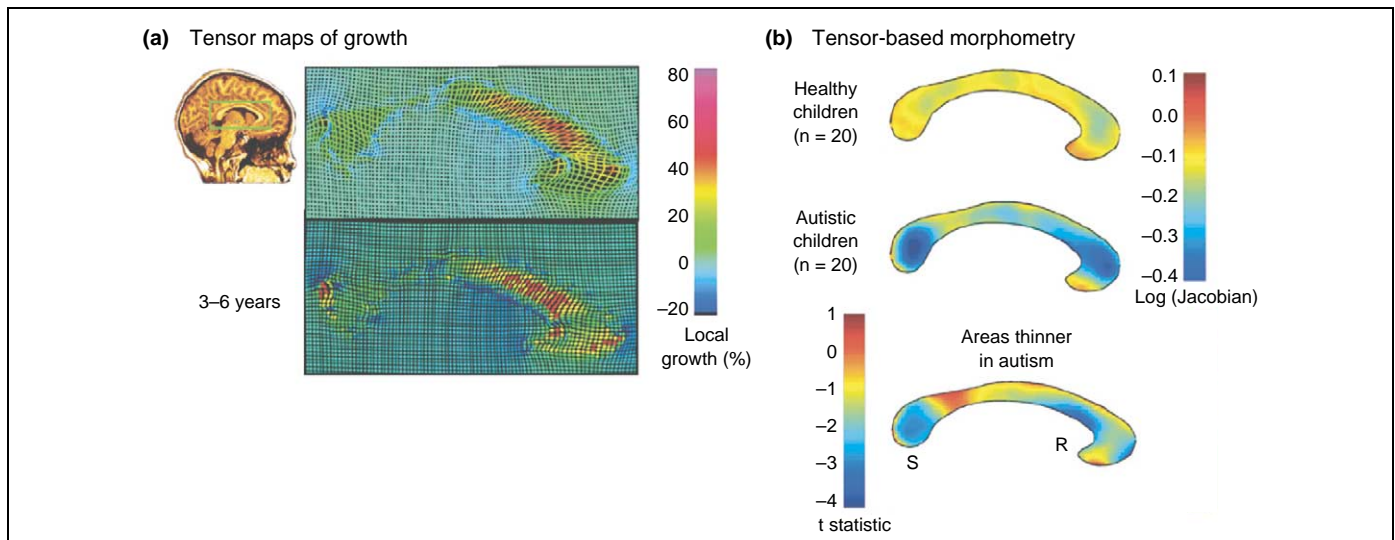 (a) Tensor maps of growth
80
60
40
20
0
–20
Local
growth (%)
3–6 years
(b) Tensor-based morphometry
Healthy
children
(n = 20)
Autistic
children
(n = 20)
0.1
0.0
–0.1
–0.2
–0.3
–0.4
Log (Jacobian)
1
0
–1
–2
–3
–4
t statistic
Areas thinner
in autism
S
R